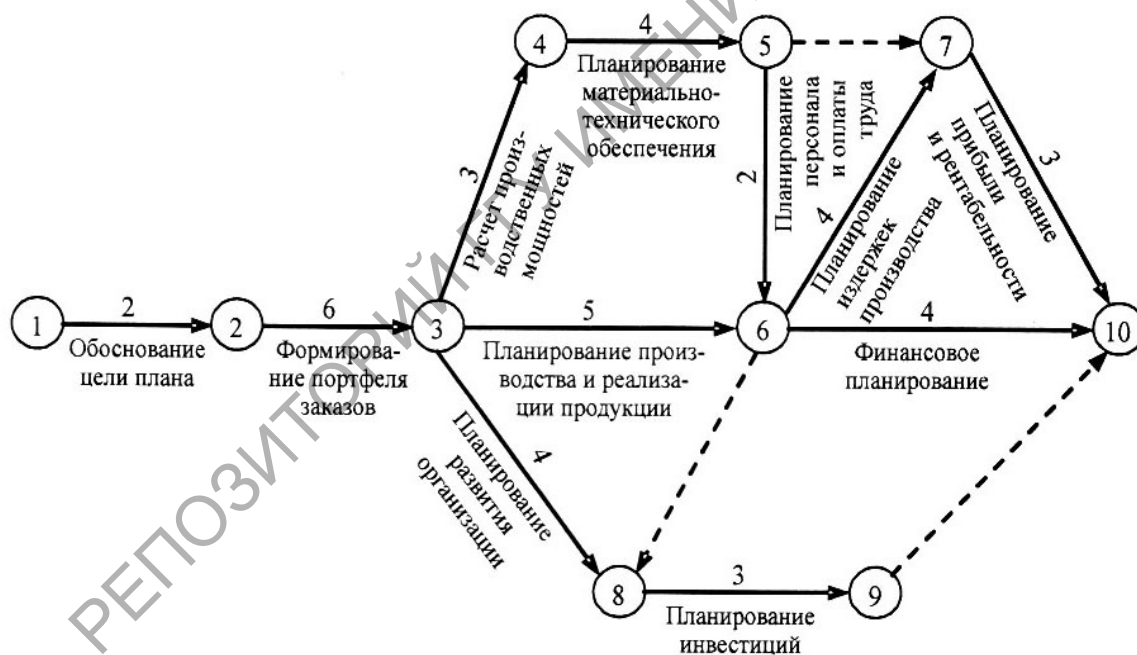 РЕПОЗИТОРИЙ ГГУ ИМЕНИ
4
4
5
7
Планирование
материально-
технического
обеспечения
3
Расчет произ-
водственных
мощностей
2
Планирование
персонала
и оплаты
труда
4
Планирование
издержек
производства
3
Планирование
прибыли
и рентабельности
1
2
Обоснование
цели плана
2
6
Формирова-
ние портфеля
заказов
3
5
Планирование произ-
водства и реализа-
ции продукции
6
4
Финансовое
планирование
10
4
Планирование
развития
организации
8
3
Планирование
инвестиций
9